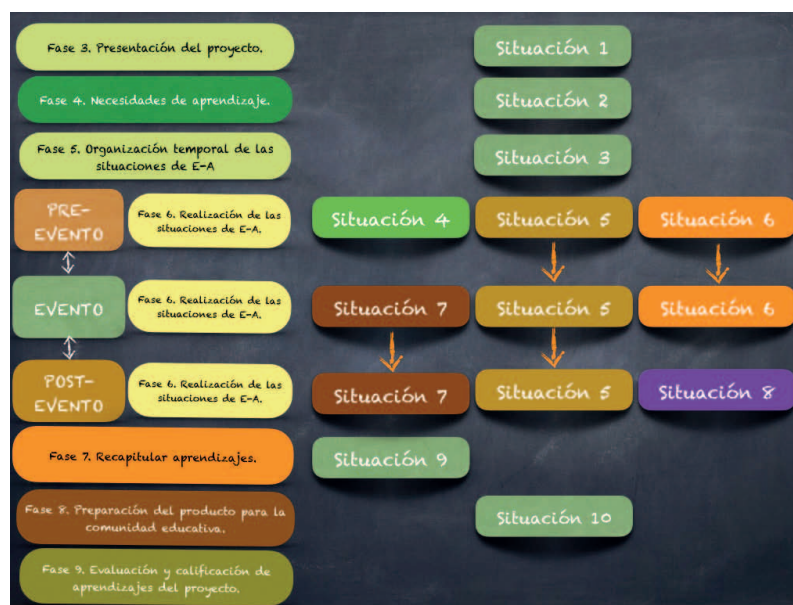 Fase 3. Presentación del proyecto.
Situación 1
Fase 4. Necesidades de aprendizaje.
Situación 2
Fase 5. Organización temporal de las
situaciones de E-A
Situación 3
PRE-
EVENTO
Fase 6. Realización de las
situaciones de E-A.
Situación 4
Situación 5
Situación 6
EVENTO
Fase 6. Realización de las
situaciones de E-A.
Situación 7
Situación 5
Situación 6
POST-
EVENTO
Fase 6. Realización de las
situaciones de E-A.
Situación 7
Situación 5
Situación 8
Fase 7. Recapitular aprendizajes.
Situación 9
Fase 8. Preparación del producto para la
comunidad educativa.
Situación 10
Fase 9. Evaluación y calificación de
aprendizajes del proyecto.